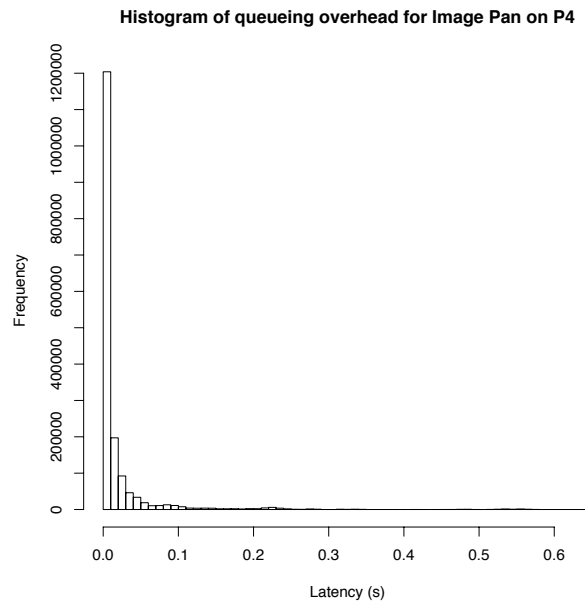 Histogram of queueing overhead for Image Pan on P4
Frequency
1200000
1000000
800000
600000
400000
200000
0
0.0 0.1 0.2 0.3 0.4 0.5 0.6
Latency (s)